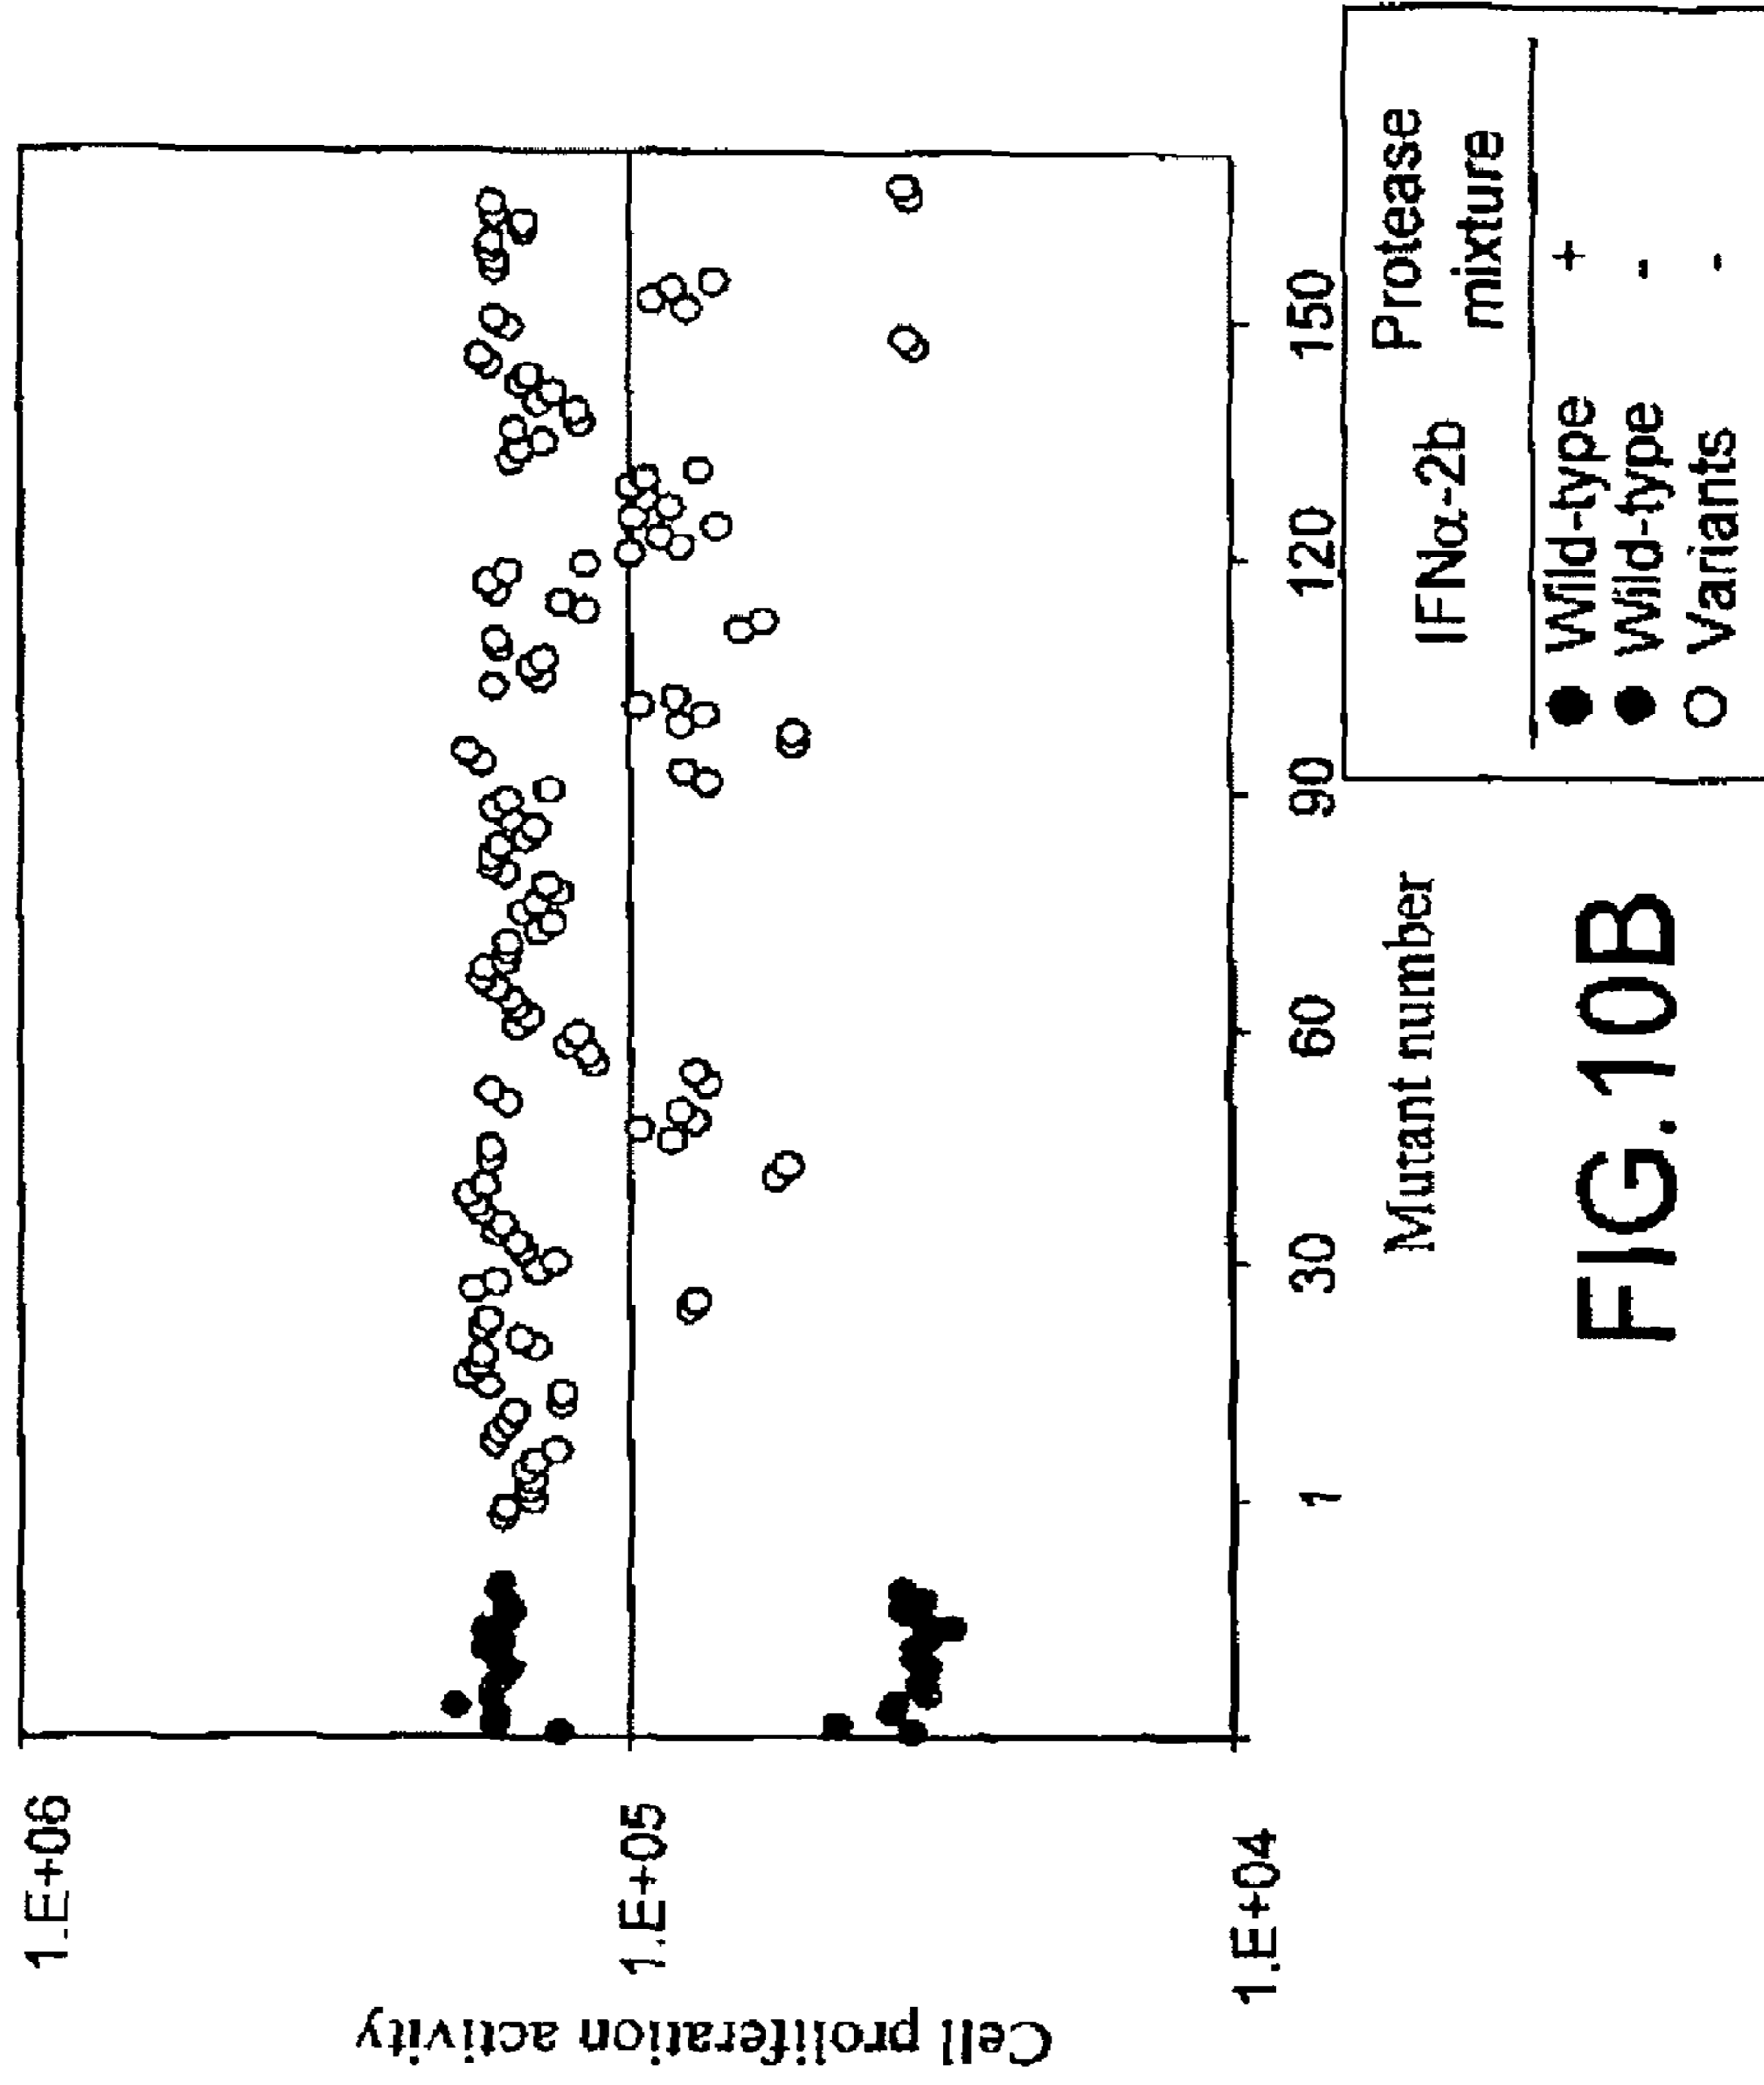 Cell proliferation activity
1.E+06
1.E+05
1.E+04
1
30
60
90
120
150
Mutant number
IFNα-2b
Protease
mixture
Wild-type +
Wild-type -
Variants -
FIG. 10B